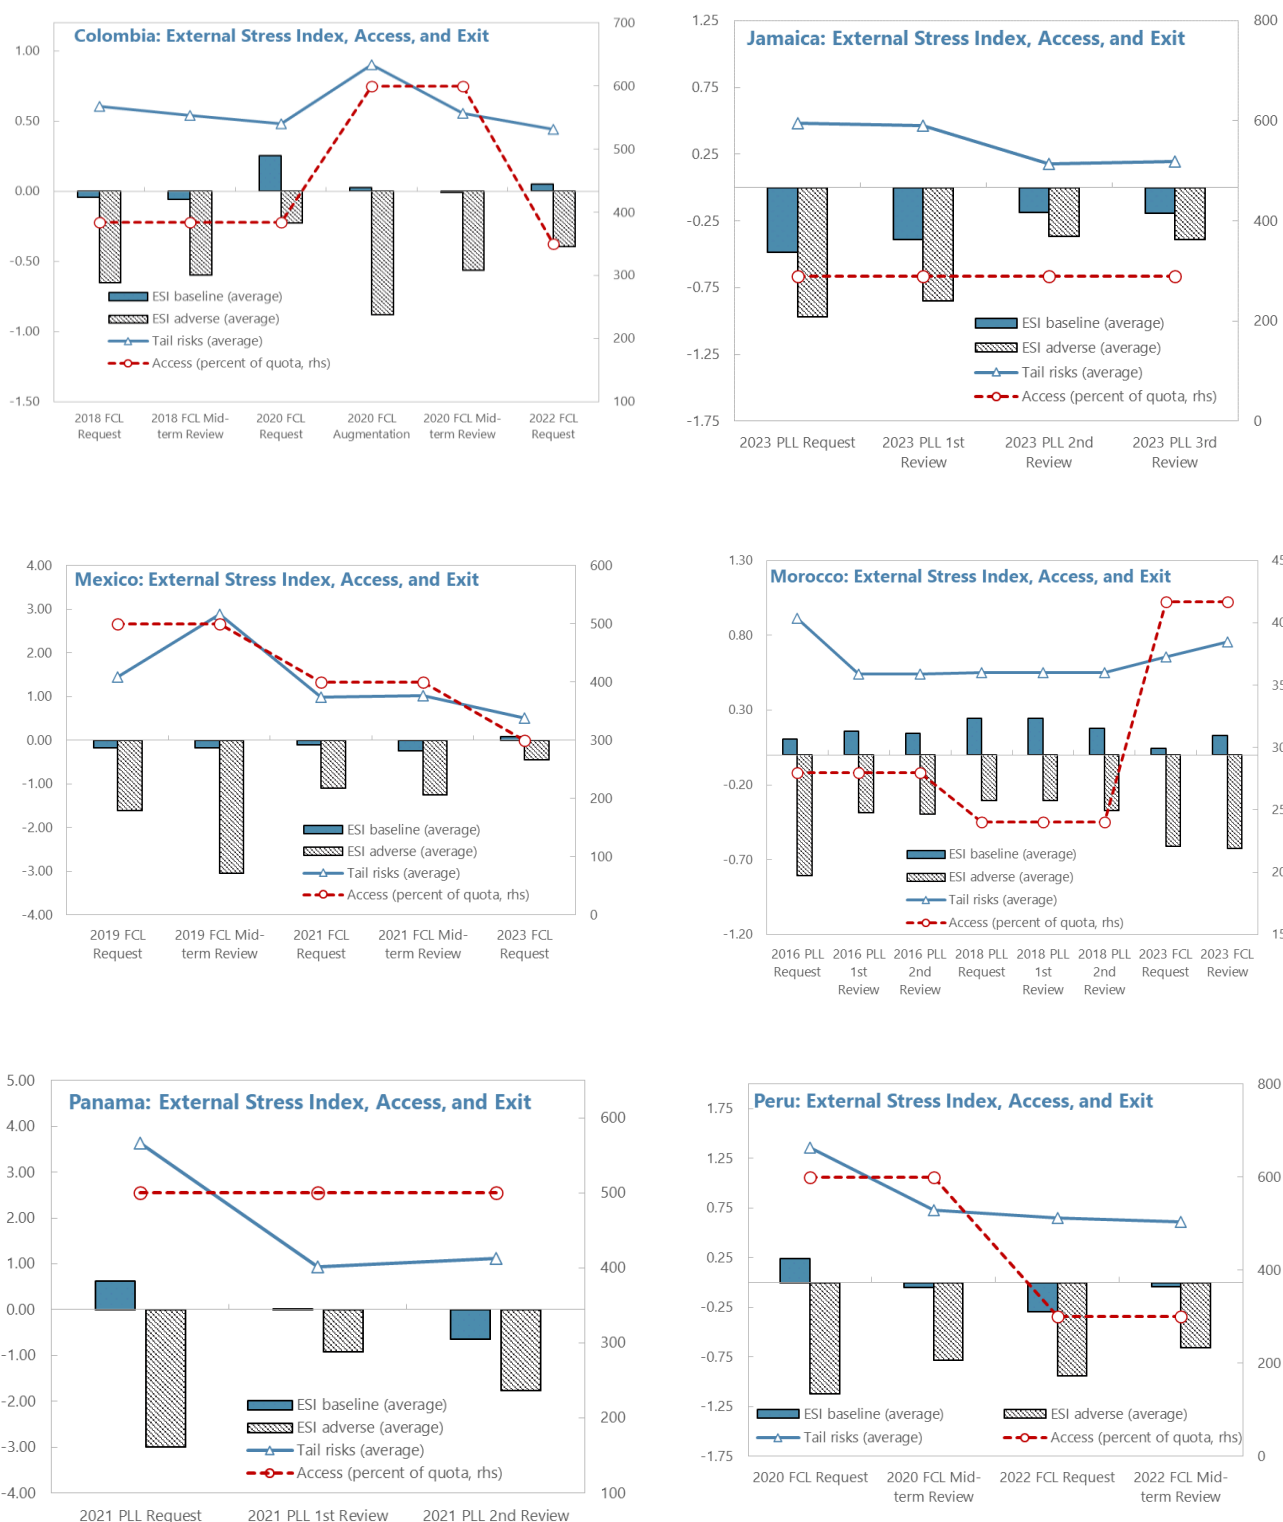 Colombia: External Stress Index, Access, and Exit
1.00
0.50
0.00
-0.50
-1.00
-1.50
700
600
500
400
300
200
100
ESI baseline (average)
ESI adverse (average)
Tail risks (average)
Access (percent of quota, rhs)
2018 FCL Request
2018 FCL Mid-term Review
2020 FCL Request
2020 FCL Augmentation
2020 FCL Mid-term Review
2022 FCL Request
Jamaica: External Stress Index, Access, and Exit
1.25
0.75
0.25
-0.25
-0.75
-1.25
-1.75
800
600
400
200
0
ESI baseline (average)
ESI adverse (average)
Tail risks (average)
Access (percent of quota, rhs)
2023 PLL Request
2023 PLL 1st Review
2023 PLL 2nd Review
2023 PLL 3rd Review
Mexico: External Stress Index, Access, and Exit
4.00
3.00
2.00
1.00
0.00
-1.00
-2.00
-3.00
-4.00
600
500
400
300
200
100
0
ESI baseline (average)
ESI adverse (average)
Tail risks (average)
Access (percent of quota, rhs)
2019 FCL Request
2019 FCL Mid-term Review
2021 FCL Request
2021 FCL Mid-term Review
2023 FCL Request
Morocco: External Stress Index, Access, and Exit
1.30
0.80
0.30
-0.20
-0.70
-1.20
45
40
35
30
25
20
15
ESI baseline (average)
ESI adverse (average)
Tail risks (average)
Access (percent of quota, rhs)
2016 PLL Request
2016 PLL 1st Review
2016 PLL 2nd Review
2018 PLL Request
2018 PLL 1st Review
2018 PLL 2nd Review
2023 FCL Request
2023 FCL Review
Panama: External Stress Index, Access, and Exit
5.00
4.00
3.00
2.00
1.00
0.00
-1.00
-2.00
-3.00
-4.00
600
500
400
300
200
100
ESI baseline (average)
ESI adverse (average)
Tail risks (average)
Access (percent of quota, rhs)
2021 PLL Request
2021 PLL 1st Review
2021 PLL 2nd Review
Peru: External Stress Index, Access, and Exit
1.75
1.25
0.75
0.25
-0.25
-0.75
-1.25
-1.75
800
600
400
200
0
ESI baseline (average)
ESI adverse (average)
Tail risks (average)
Access (percent of quota, rhs)
2020 FCL Request
2020 FCL Mid-term Review
2022 FCL Request
2022 FCL Mid-term Review